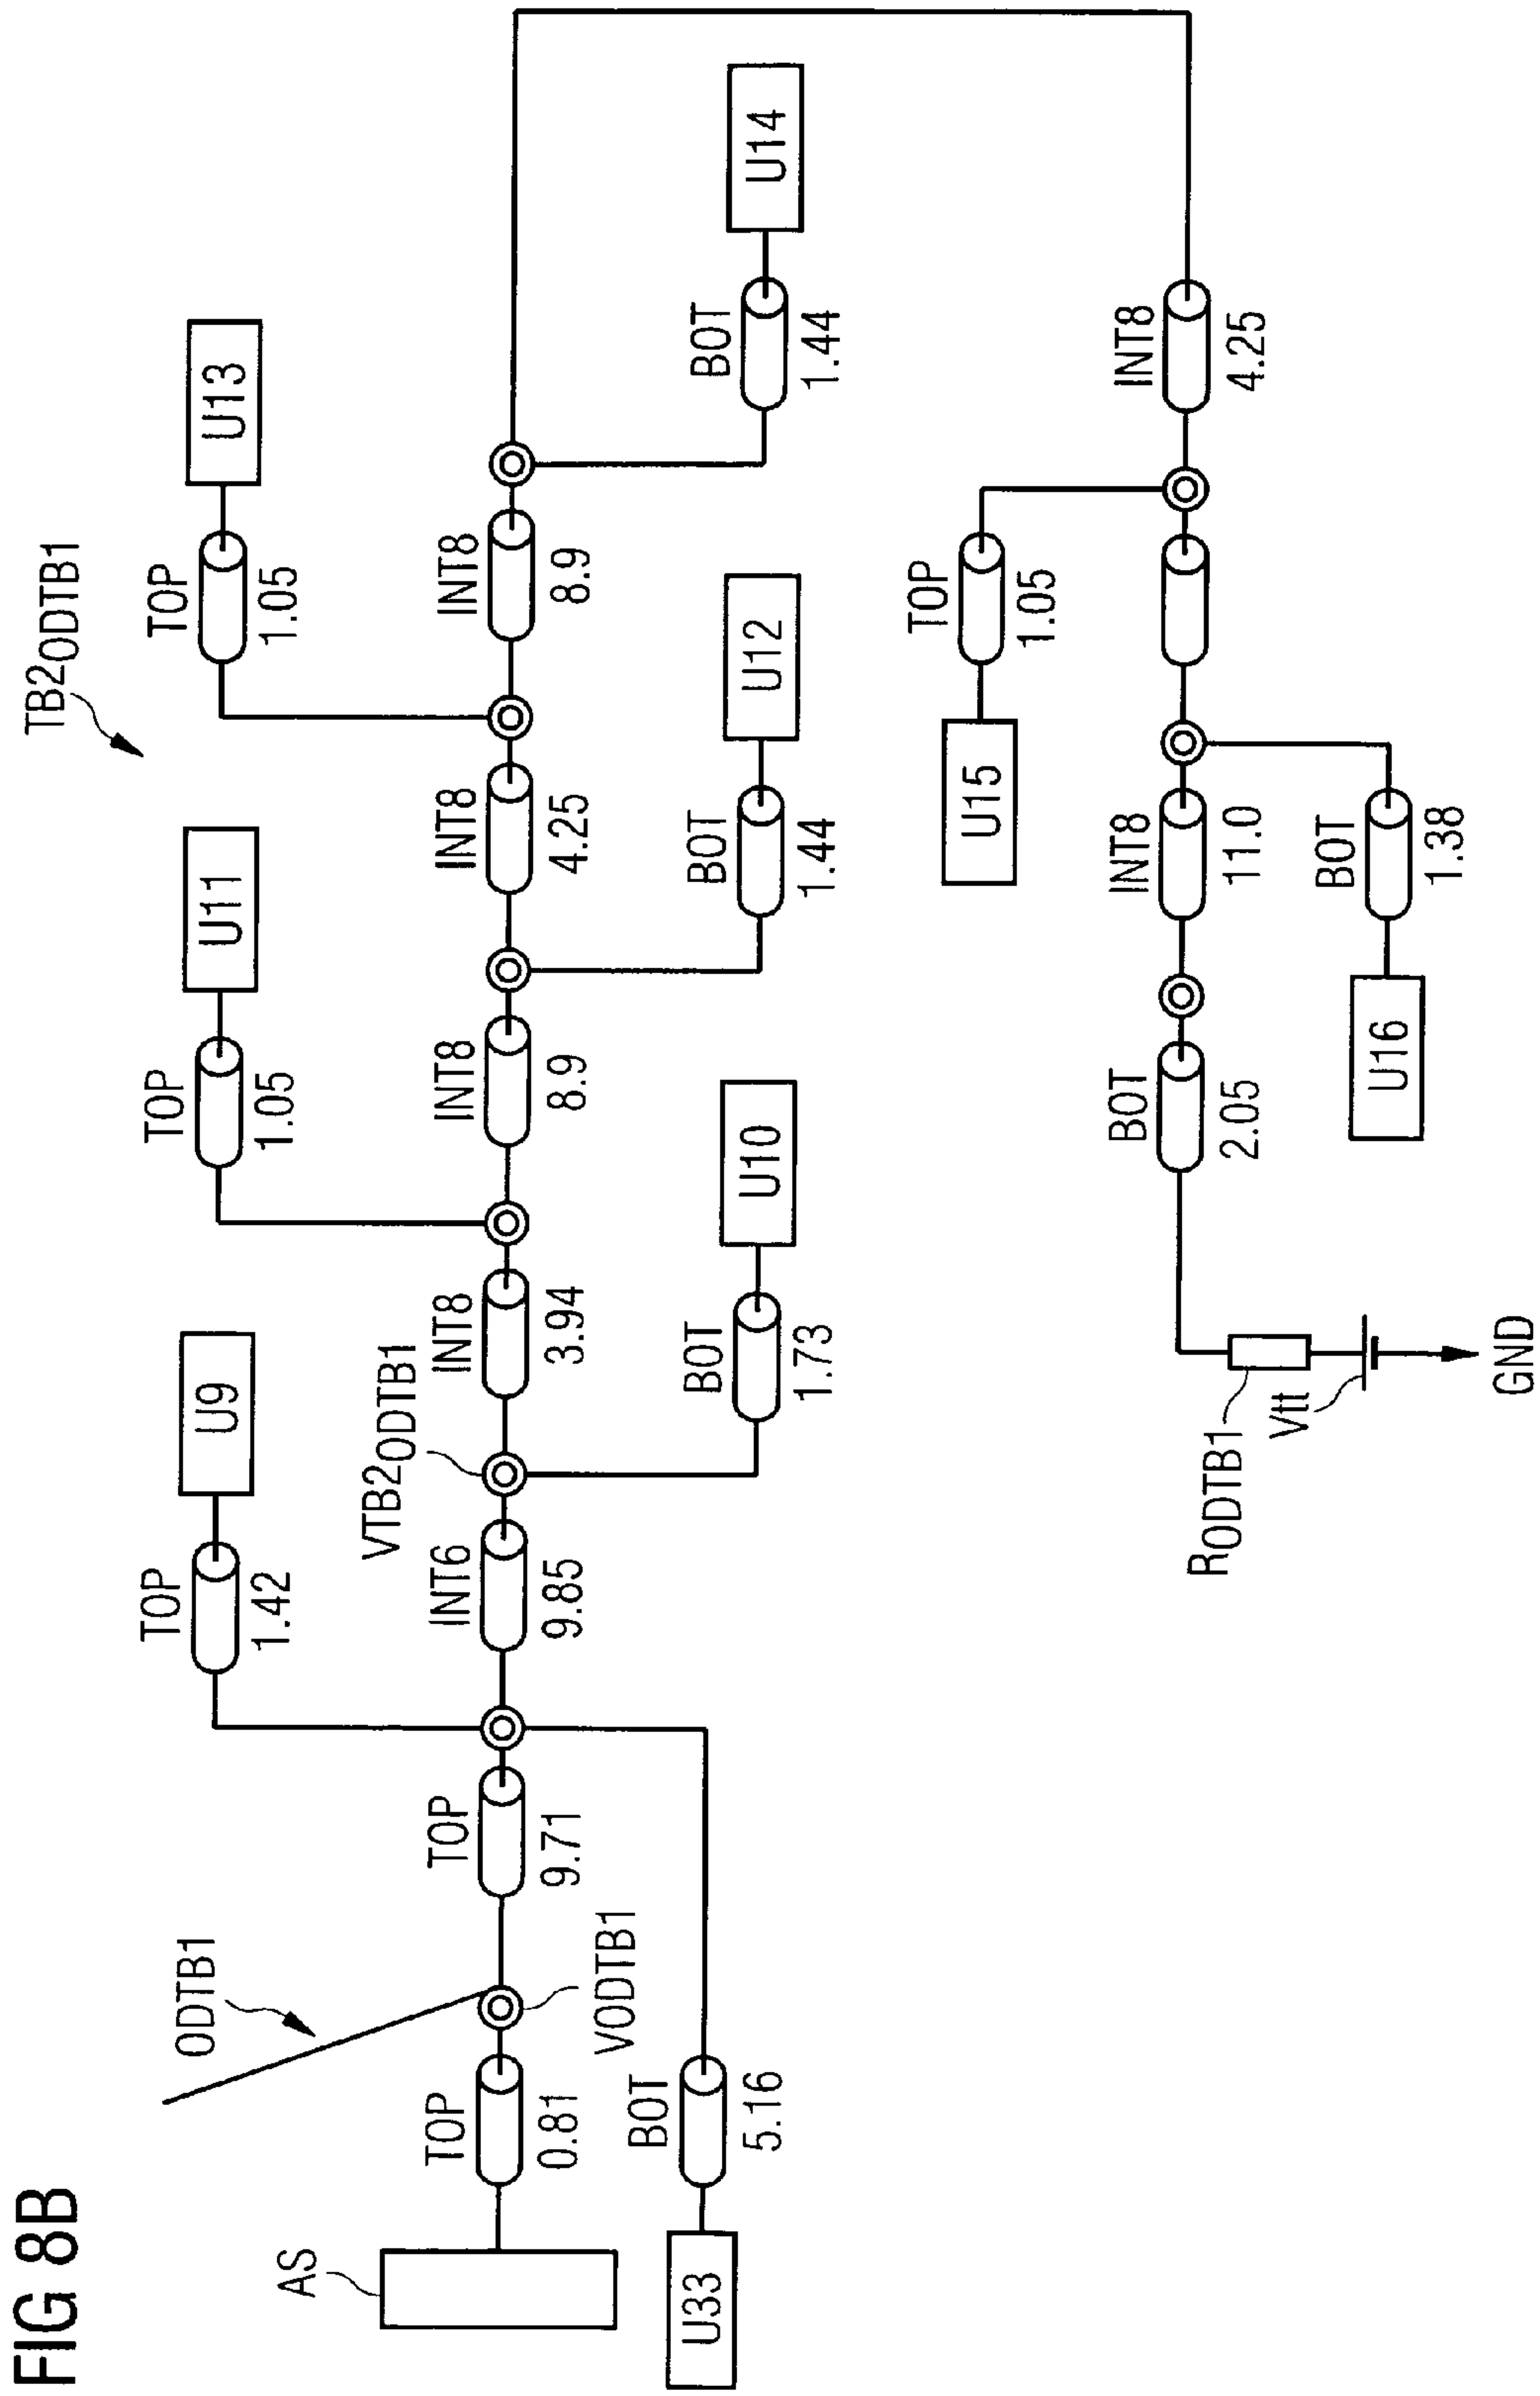 FIG 8B
TB2ODTB1
U9
U11
U13
TOP
1.42
TOP
1.05
TOP
1.05
ODTB1
AS
TOP
0.81
TOP
9.71
INT6
9.85
INT8
3.94
INT8
8.9
INT8
4.25
INT8
8.9
VODTB1
VTB2ODTB1
U33
BOT
5.16
BOT
1.73
U10
BOT
1.44
U12
BOT
1.44
U14
TOP
1.05
U15
BOT
2.05
INT8
11.0
INT8
4.25
BOT
1.38
U16
RODTB1
Vtt
GND